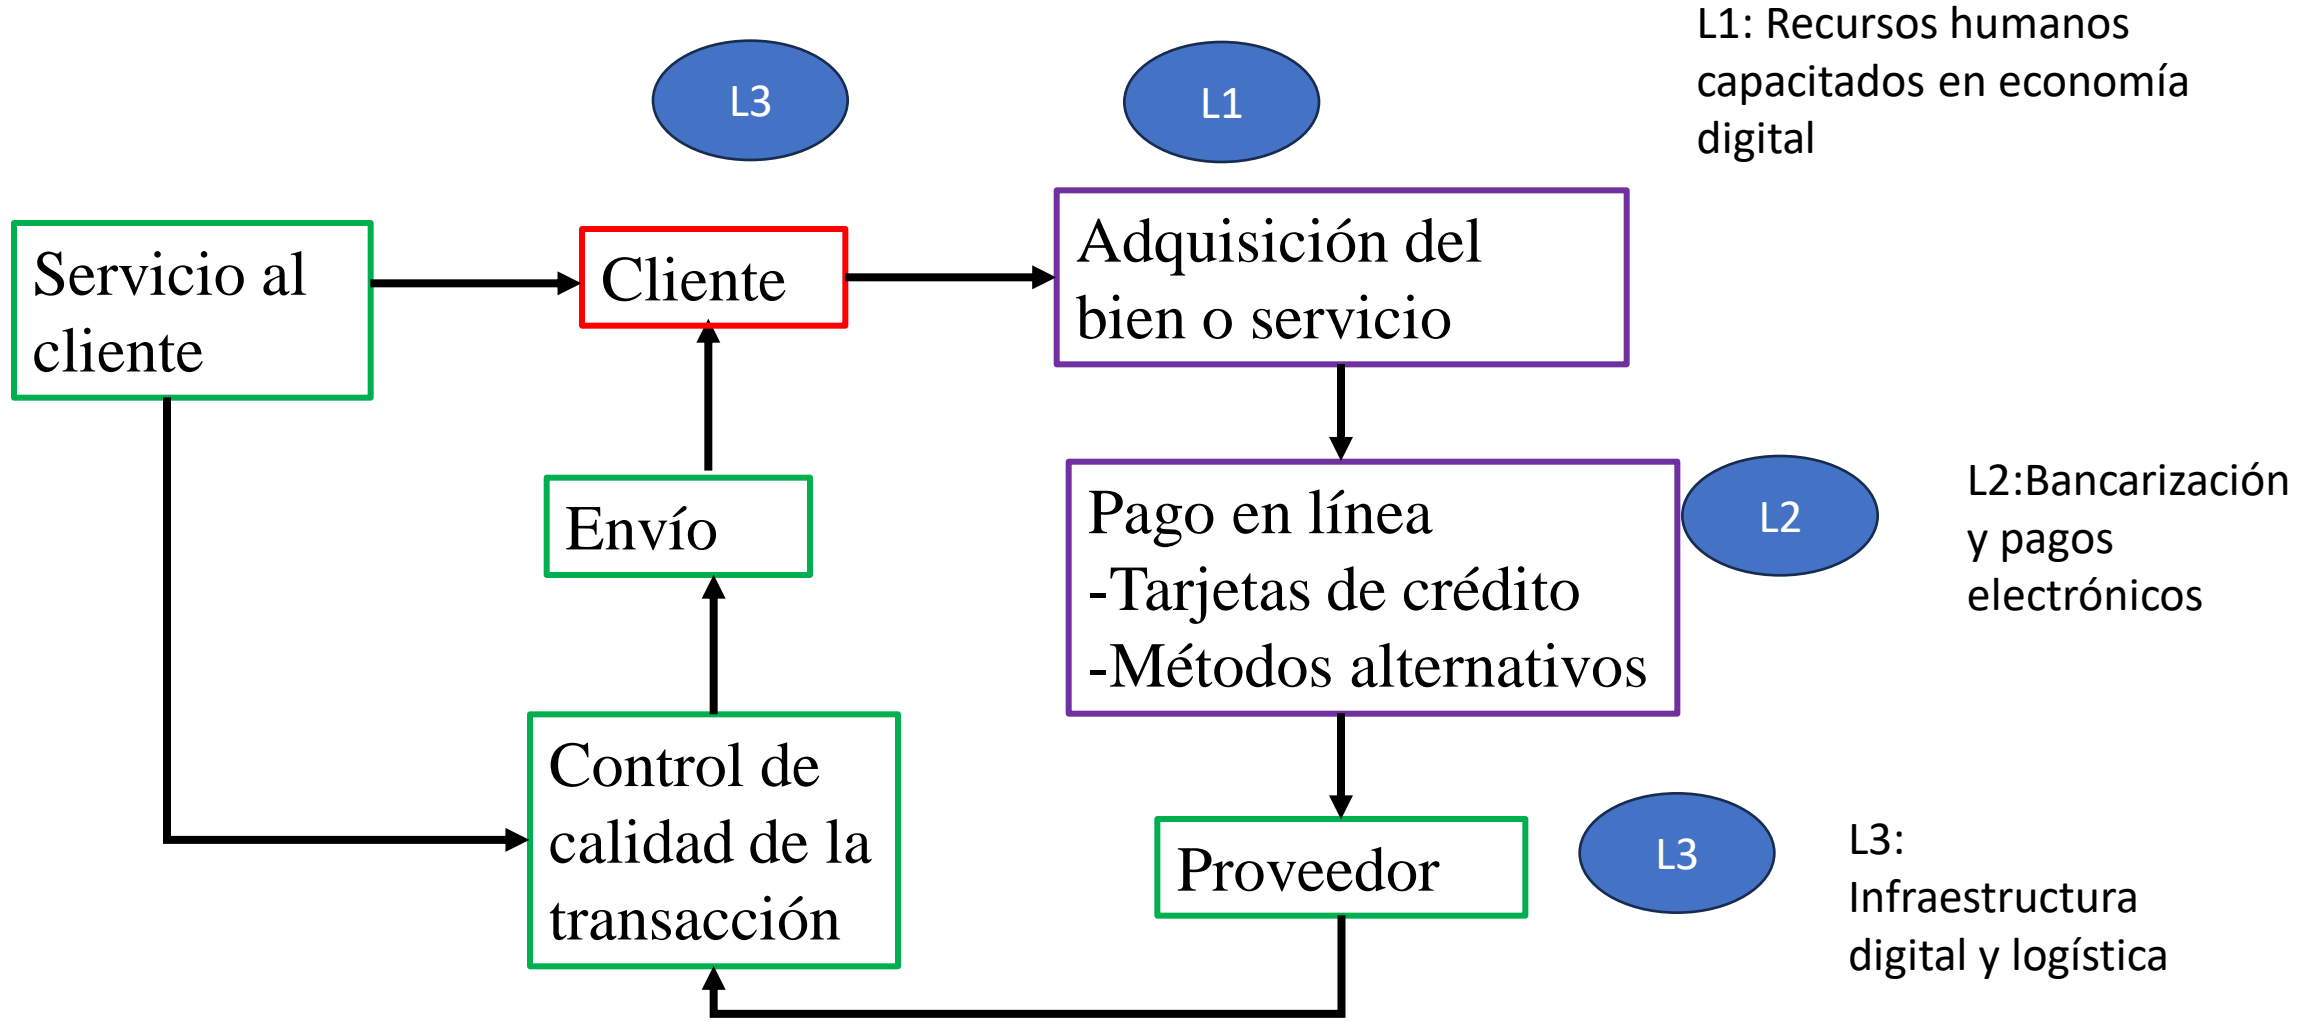 L1: Recursos humanos
capacitados en economía
digital
L3
L1
Servicio al
cliente
Cliente
Adquisición del
bien o servicio
Envío
Pago en línea
-Tarjetas de crédito
-Métodos alternativos
L2
L2:Bancarización
y pagos
electrónicos
Control de
calidad de la
transacción
Proveedor
L3
L3:
Infraestructura
digital y logística